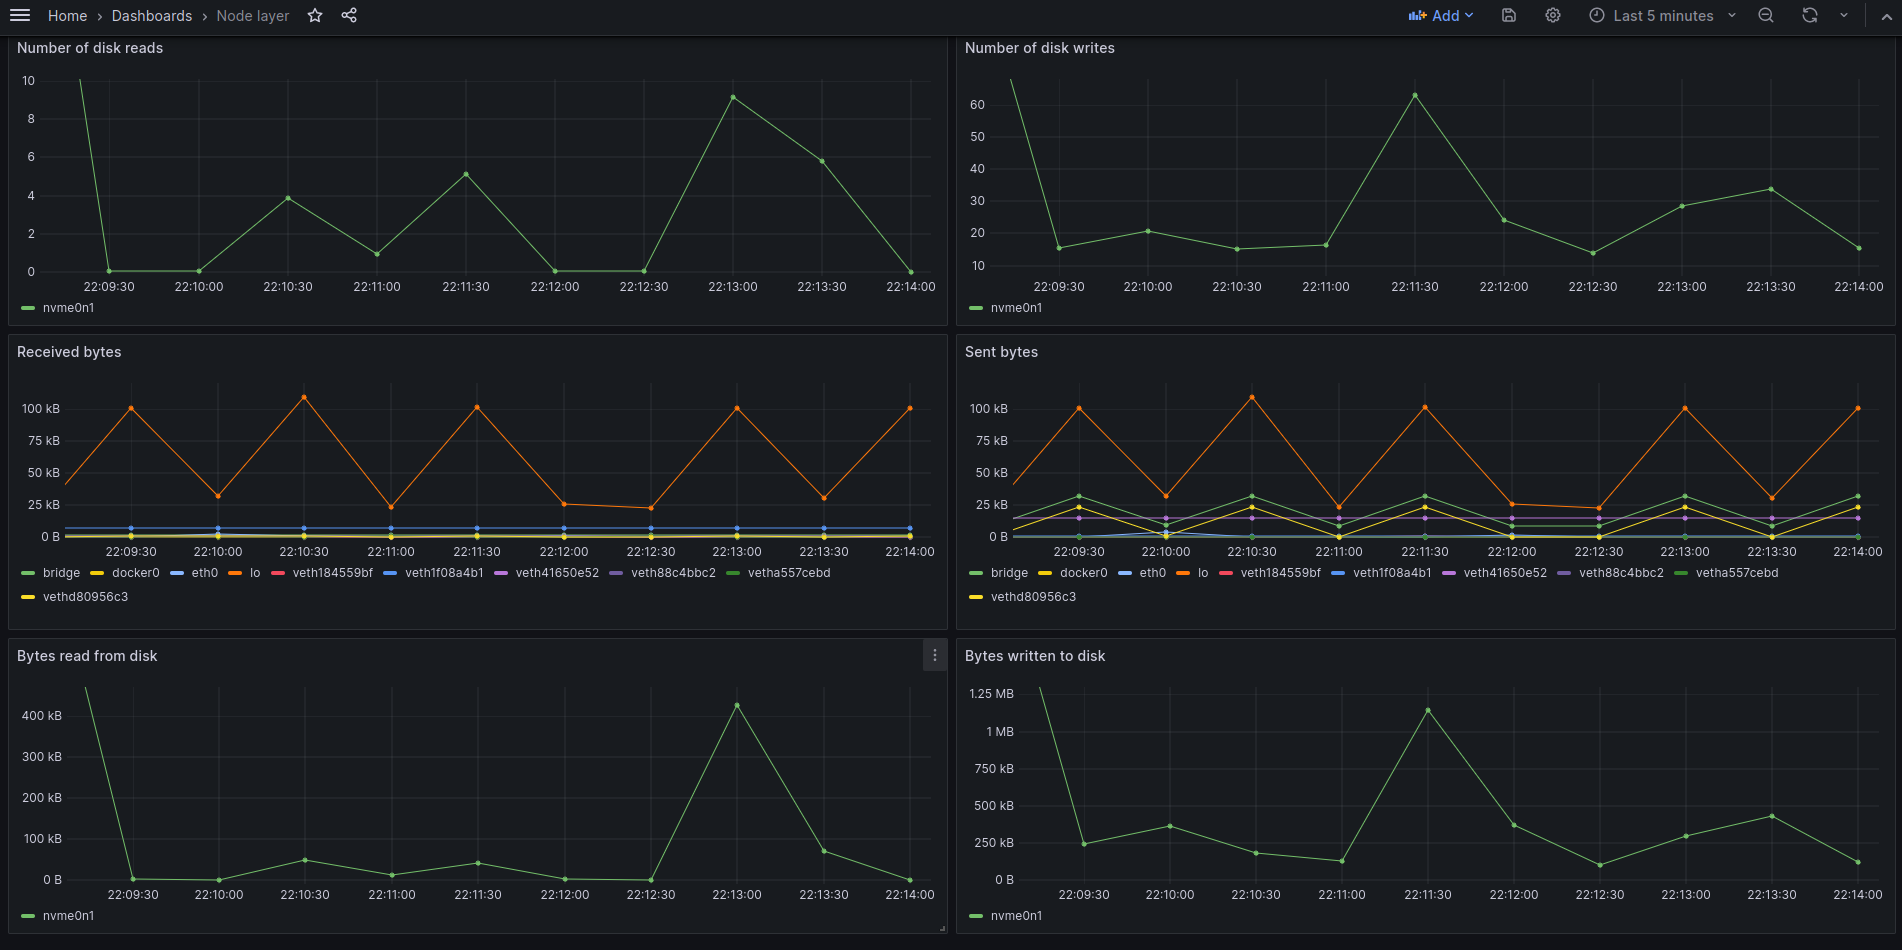 Home › Dashboards › Node layer
Add
Last 5 minutes
Number of disk reads
10
8
6
4
2
0
22:09:30 22:10:00 22:10:30 22:11:00 22:11:30 22:12:00 22:12:30 22:13:00 22:13:30 22:14:00
nvme0n1
Number of disk writes
60
50
40
30
20
10
22:09:30 22:10:00 22:10:30 22:11:00 22:11:30 22:12:00 22:12:30 22:13:00 22:13:30 22:14:00
nvme0n1
Received bytes
100 kB
75 kB
50 kB
25 kB
0 B
22:09:30 22:10:00 22:10:30 22:11:00 22:11:30 22:12:00 22:12:30 22:13:00 22:13:30 22:14:00
bridge docker0 eth0 lo veth184559bf veth1f08a4b1 veth41650e52 veth88c4bbc2 vetha557cebd
vethd80956c3
Sent bytes
100 kB
75 kB
50 kB
25 kB
0 B
22:09:30 22:10:00 22:10:30 22:11:00 22:11:30 22:12:00 22:12:30 22:13:00 22:13:30 22:14:00
bridge docker0 eth0 lo veth184559bf veth1f08a4b1 veth41650e52 veth88c4bbc2 vetha557cebd
vethd80956c3
Bytes read from disk
400 kB
300 kB
200 kB
100 kB
0 B
22:09:30 22:10:00 22:10:30 22:11:00 22:11:30 22:12:00 22:12:30 22:13:00 22:13:30 22:14:00
nvme0n1
Bytes written to disk
1.25 MB
1 MB
750 kB
500 kB
250 kB
0 B
22:09:30 22:10:00 22:10:30 22:11:00 22:11:30 22:12:00 22:12:30 22:13:00 22:13:30 22:14:00
nvme0n1